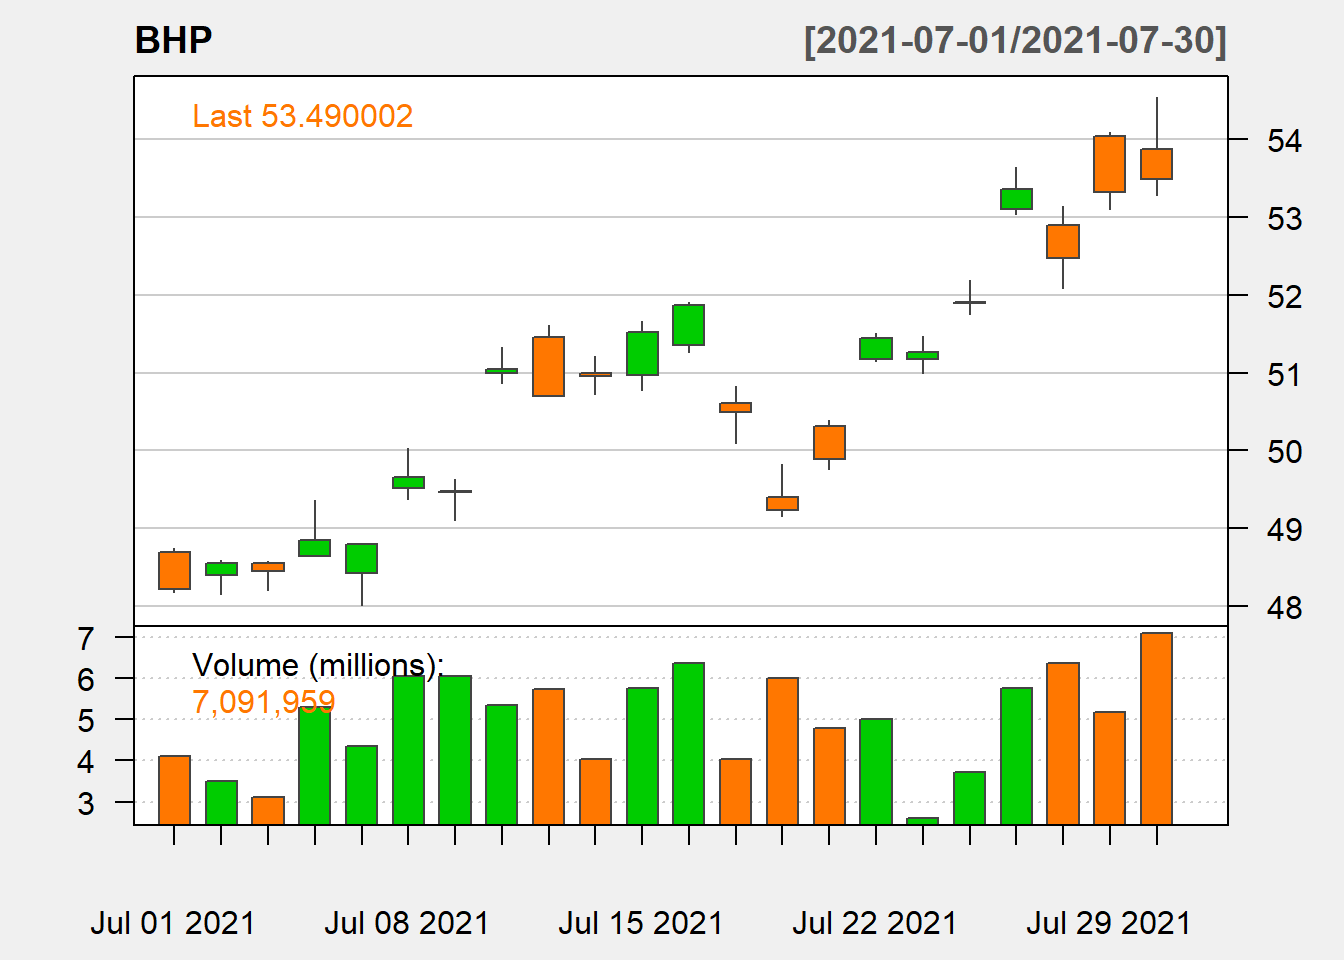 BHP
[2021-07-01/2021-07-30]
Last 53.490002
54
53
52
51
50
49
48
7
6
5
4
3
Volume (millions):
7,091,959
Jul 01 2021
Jul 08 2021
Jul 15 2021
Jul 22 2021
Jul 29 2021